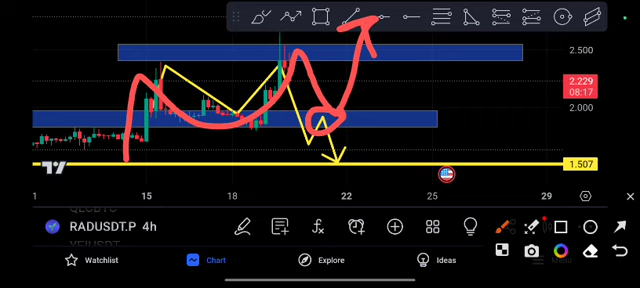 2.500
2.229
08:17
2.000
1.507
1
15
18
22
25
29
RADUSDT.P 4h
Watchlist
Chart
Explore
Ideas